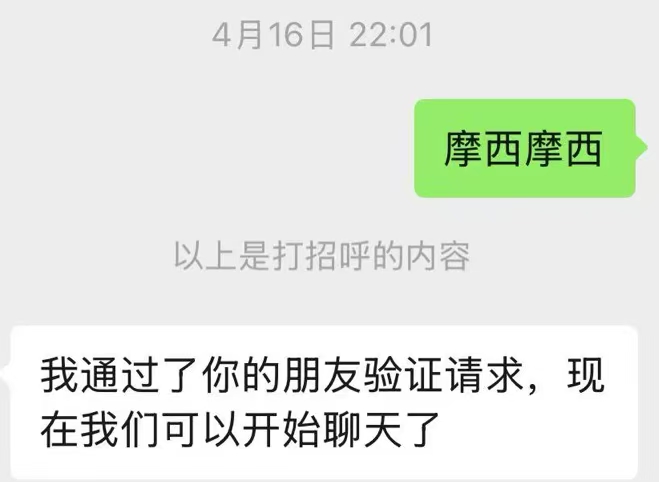 4月16日 22:01
摩西摩西
以上是打招呼的内容
我通过了你的朋友验证请求，现
在我们可以开始聊天了